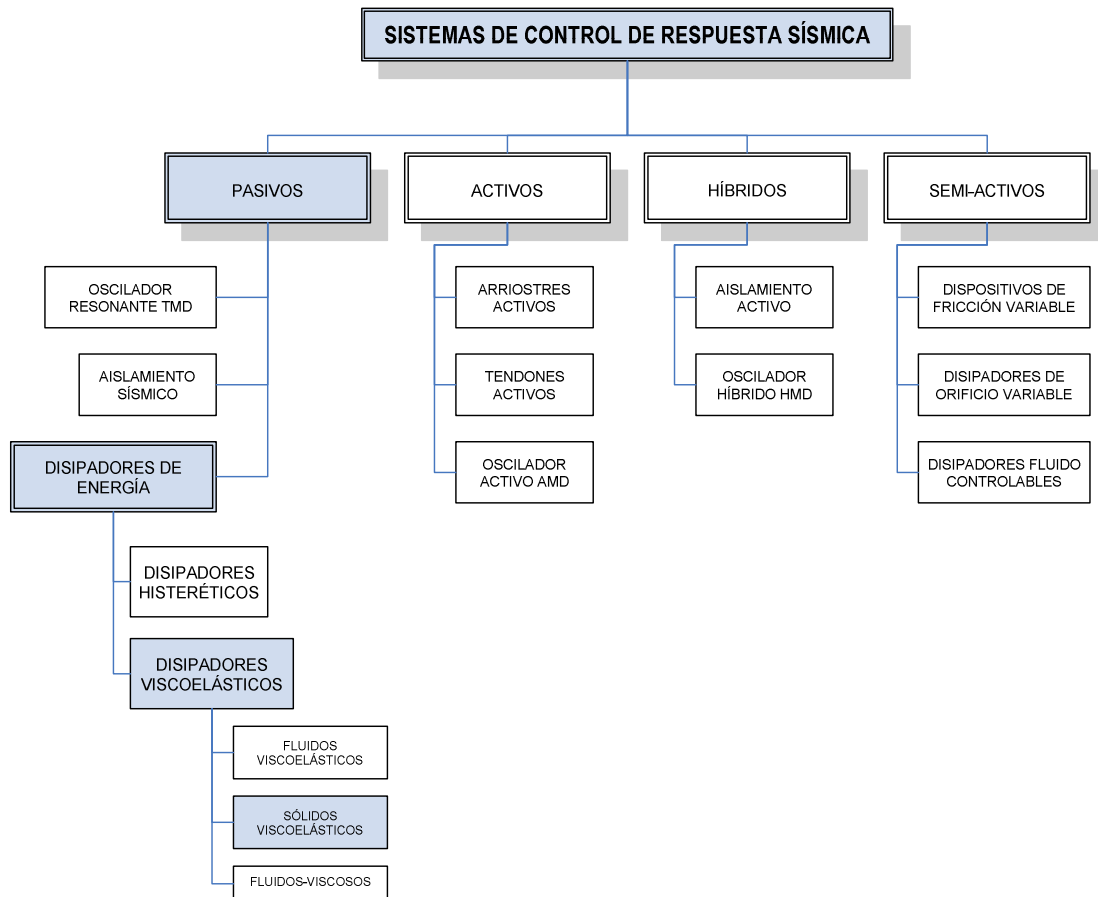 SISTEMAS DE CONTROL DE RESPUESTA SÍSMICA
PASIVOS
ACTIVOS
HÍBRIDOS
SEMI-ACTIVOS
OSCILADOR
RESONANTE TMD
AISLAMIENTO
SÍSMICO
DISIPADORES DE
ENERGÍA
DISIPADORES
HISTERÉTICOS
DISIPADORES
VISCOELÁSTICOS
FLUIDOS
VISCOELÁSTICOS
SÓLIDOS
VISCOELÁSTICOS
FLUIDOS-VISCOSOS
ARRIOSTRES
ACTIVOS
TENDONES
ACTIVOS
OSCILADOR
ACTIVO AMD
AISLAMIENTO
ACTIVO
OSCILADOR
HÍBRIDO HMD
DISPOSITIVOS DE
FRICCIÓN VARIABLE
DISIPADORES DE
ORIFICIO VARIABLE
DISIPADORES FLUIDO
CONTROLABLES